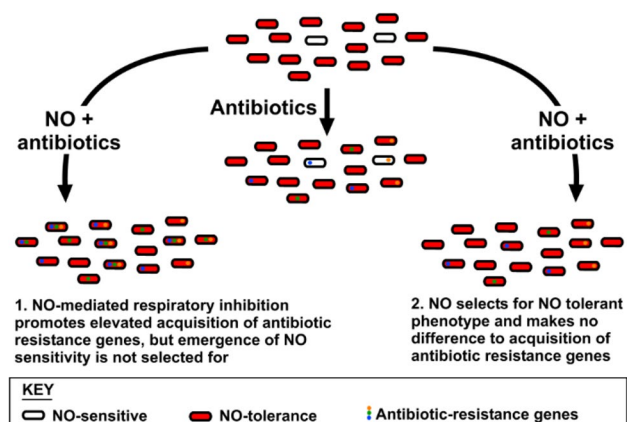 NO +
antibiotics
Antibiotics
NO +
antibiotics
1. NO-mediated respiratory inhibition
promotes elevated acquisition of antibiotic
resistance genes, but emergence of NO
sensitivity is not selected for
2. NO selects for NO tolerant
phenotype and makes no
difference to acquisition of
antibiotic resistance genes
KEY
NO-sensitive
NO-tolerance
Antibiotic-resistance genes